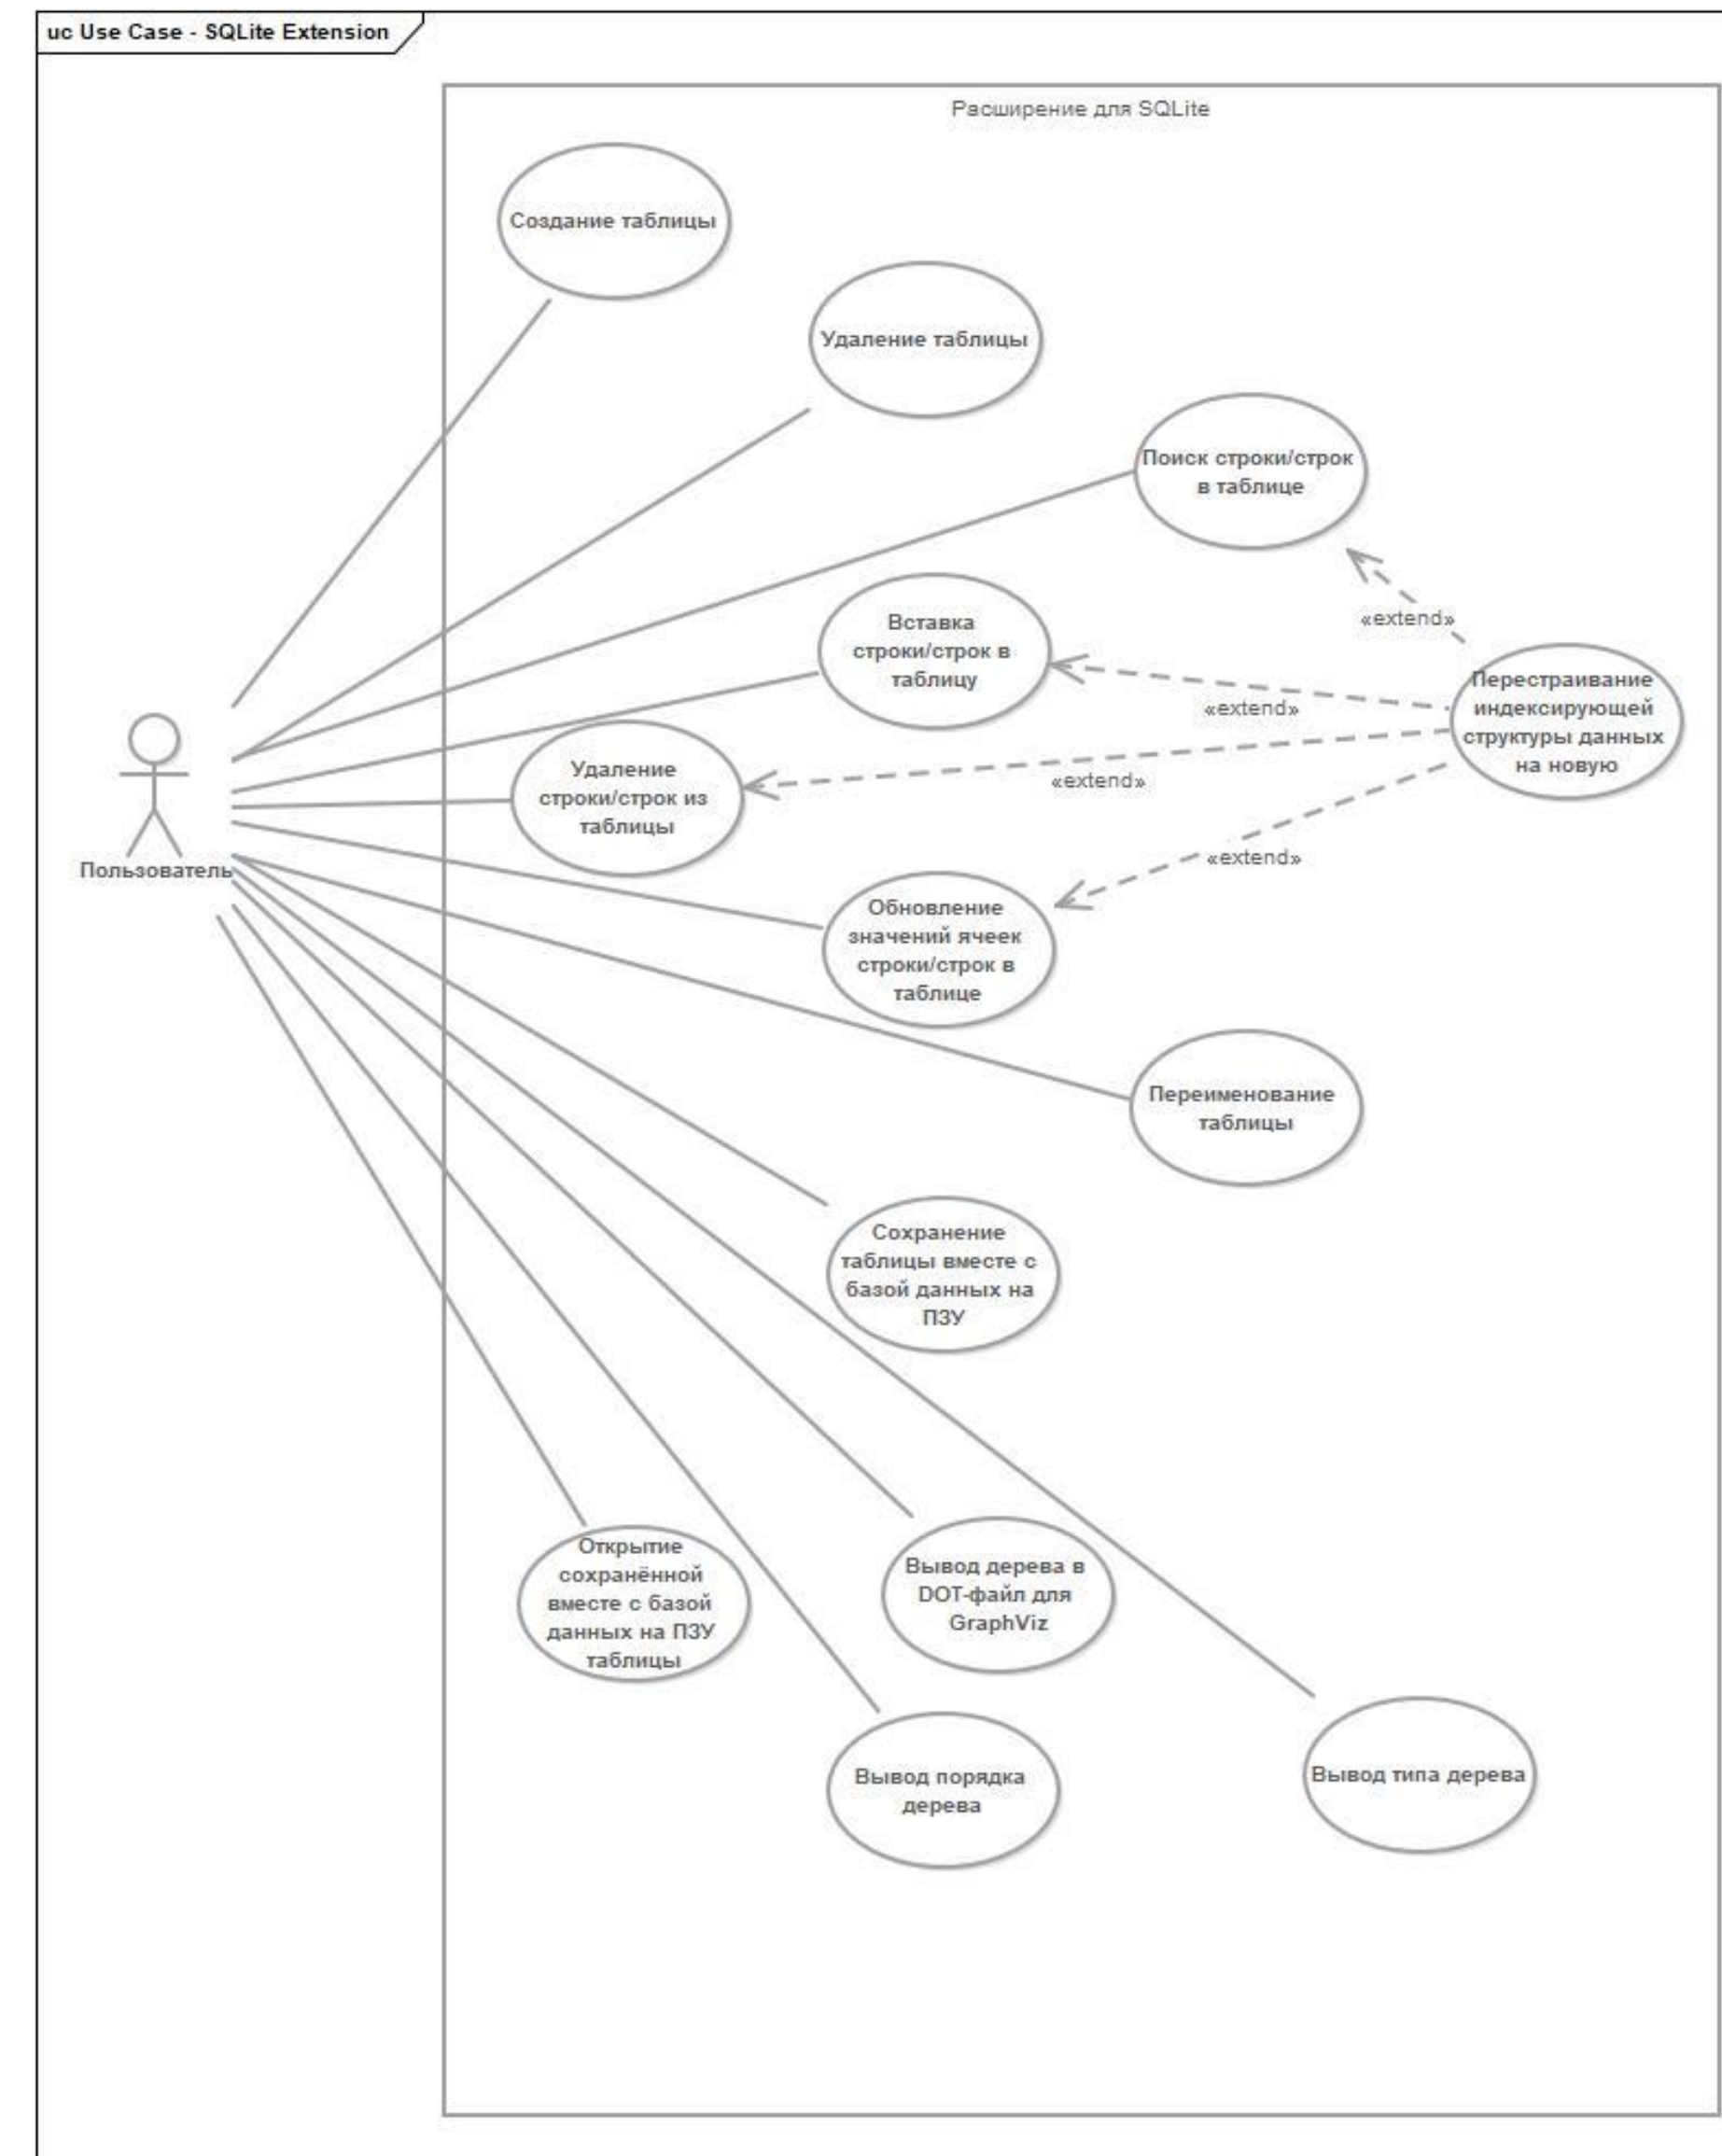 uc Use Case - SQLite Extension
Расширение для SQLite
Создание таблицы
Удаление таблицы
Поиск строки/строк
в таблице
«extend»
Вставка
строки/строк в
таблицу
«extend»
Перестраивание
индексирующей
структуры данных
на новую
Удаление
строки/строк из
таблицы
«extend»
Пользователь
«extend»
Обновление
значений ячеек
строки/строк в
таблице
Переименование
таблицы
Сохранение
таблицы вместе с
базой данных на
ПЗУ
Открытие
сохранённой
вместе с базой
данных на ПЗУ
таблицы
Вывод дерева в
DOT-файл для
GraphViz
Вывод порядка
дерева
Вывод типа дерева